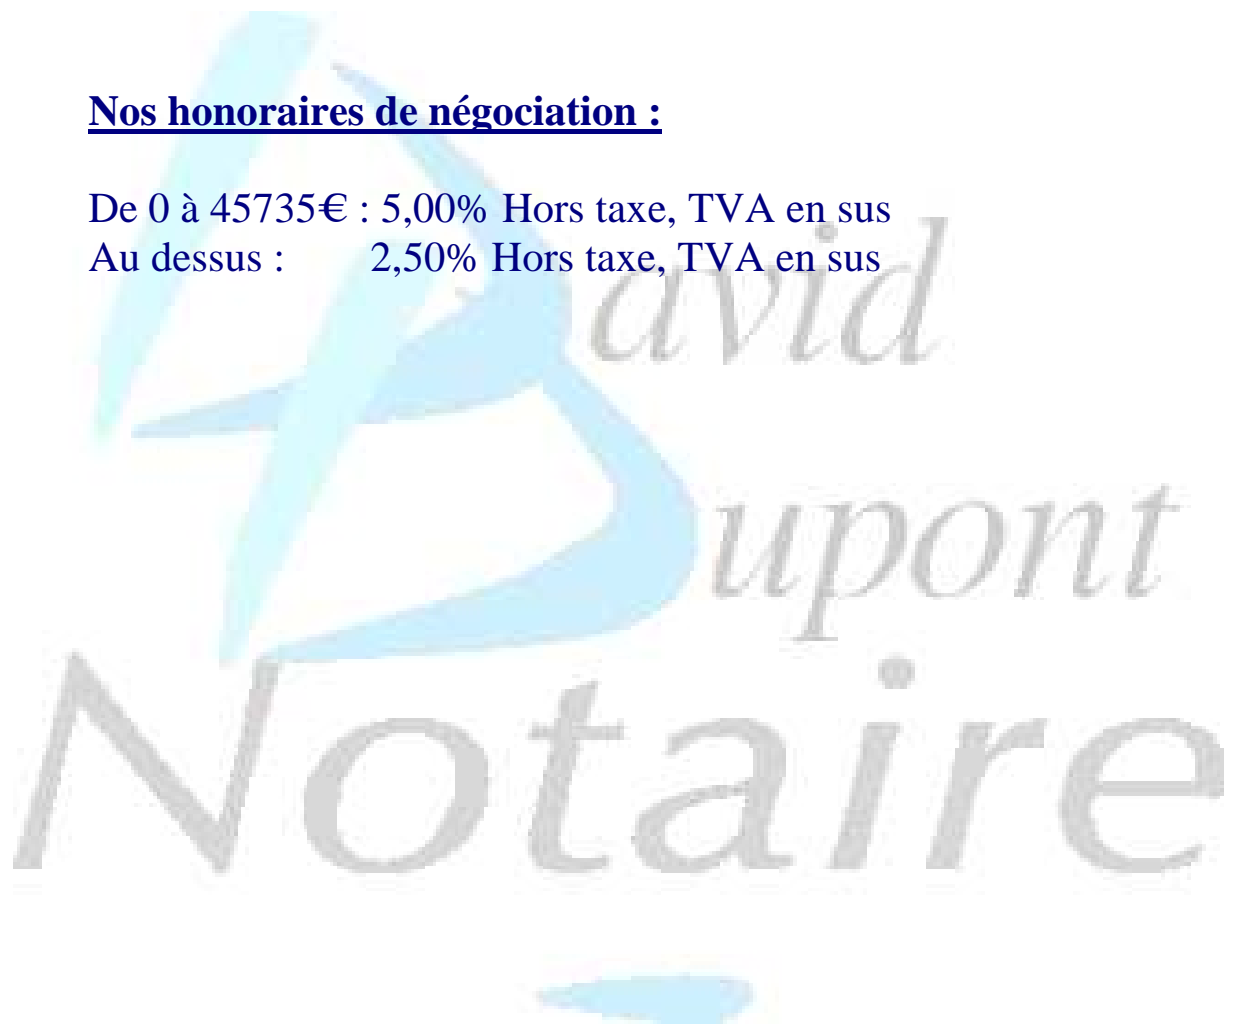 Nos honoraires de négociation :
De 0 à 45735€ : 5,00% Hors taxe, TVA en sus
Au dessus : 2,50% Hors taxe, TVA en sus
David
Dupont
Notaire